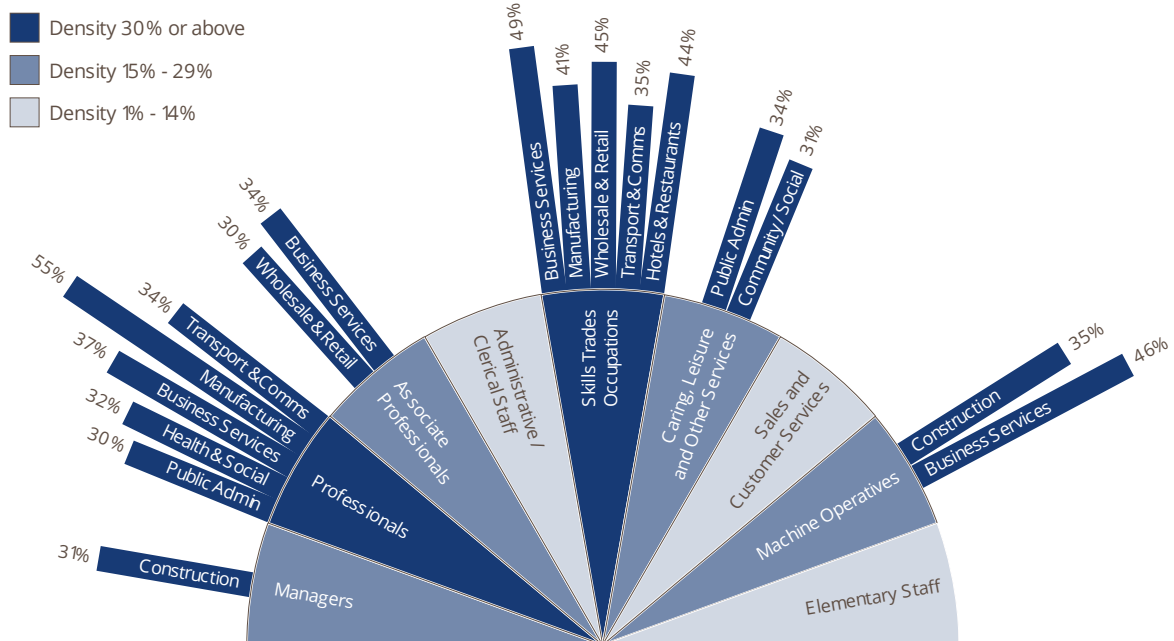 Density 30% or above
Density 15% - 29%
Density 1% - 14%
31%
Construction
Managers
30%
Public Admin
32%
Health & Social
37%
Business Services
55%
Manufacturing
34%
Transport & Comms
Professionals
30%
Wholesale & Retail
34%
Business Services
Associate
Professionals
Administrative /
Clerical Staff
49%
Business Services
41%
Manufacturing
45%
Wholesale & Retail
35%
Transport & Comms
44%
Hotels & Restaurants
Skills Trades
Occupations
34%
Public Admin
31%
Community / Social
Caring, Leisure
and Other Services
Sales and
Customer Services
35%
Construction
46%
Business Services
Machine Operatives
Elementary Staff